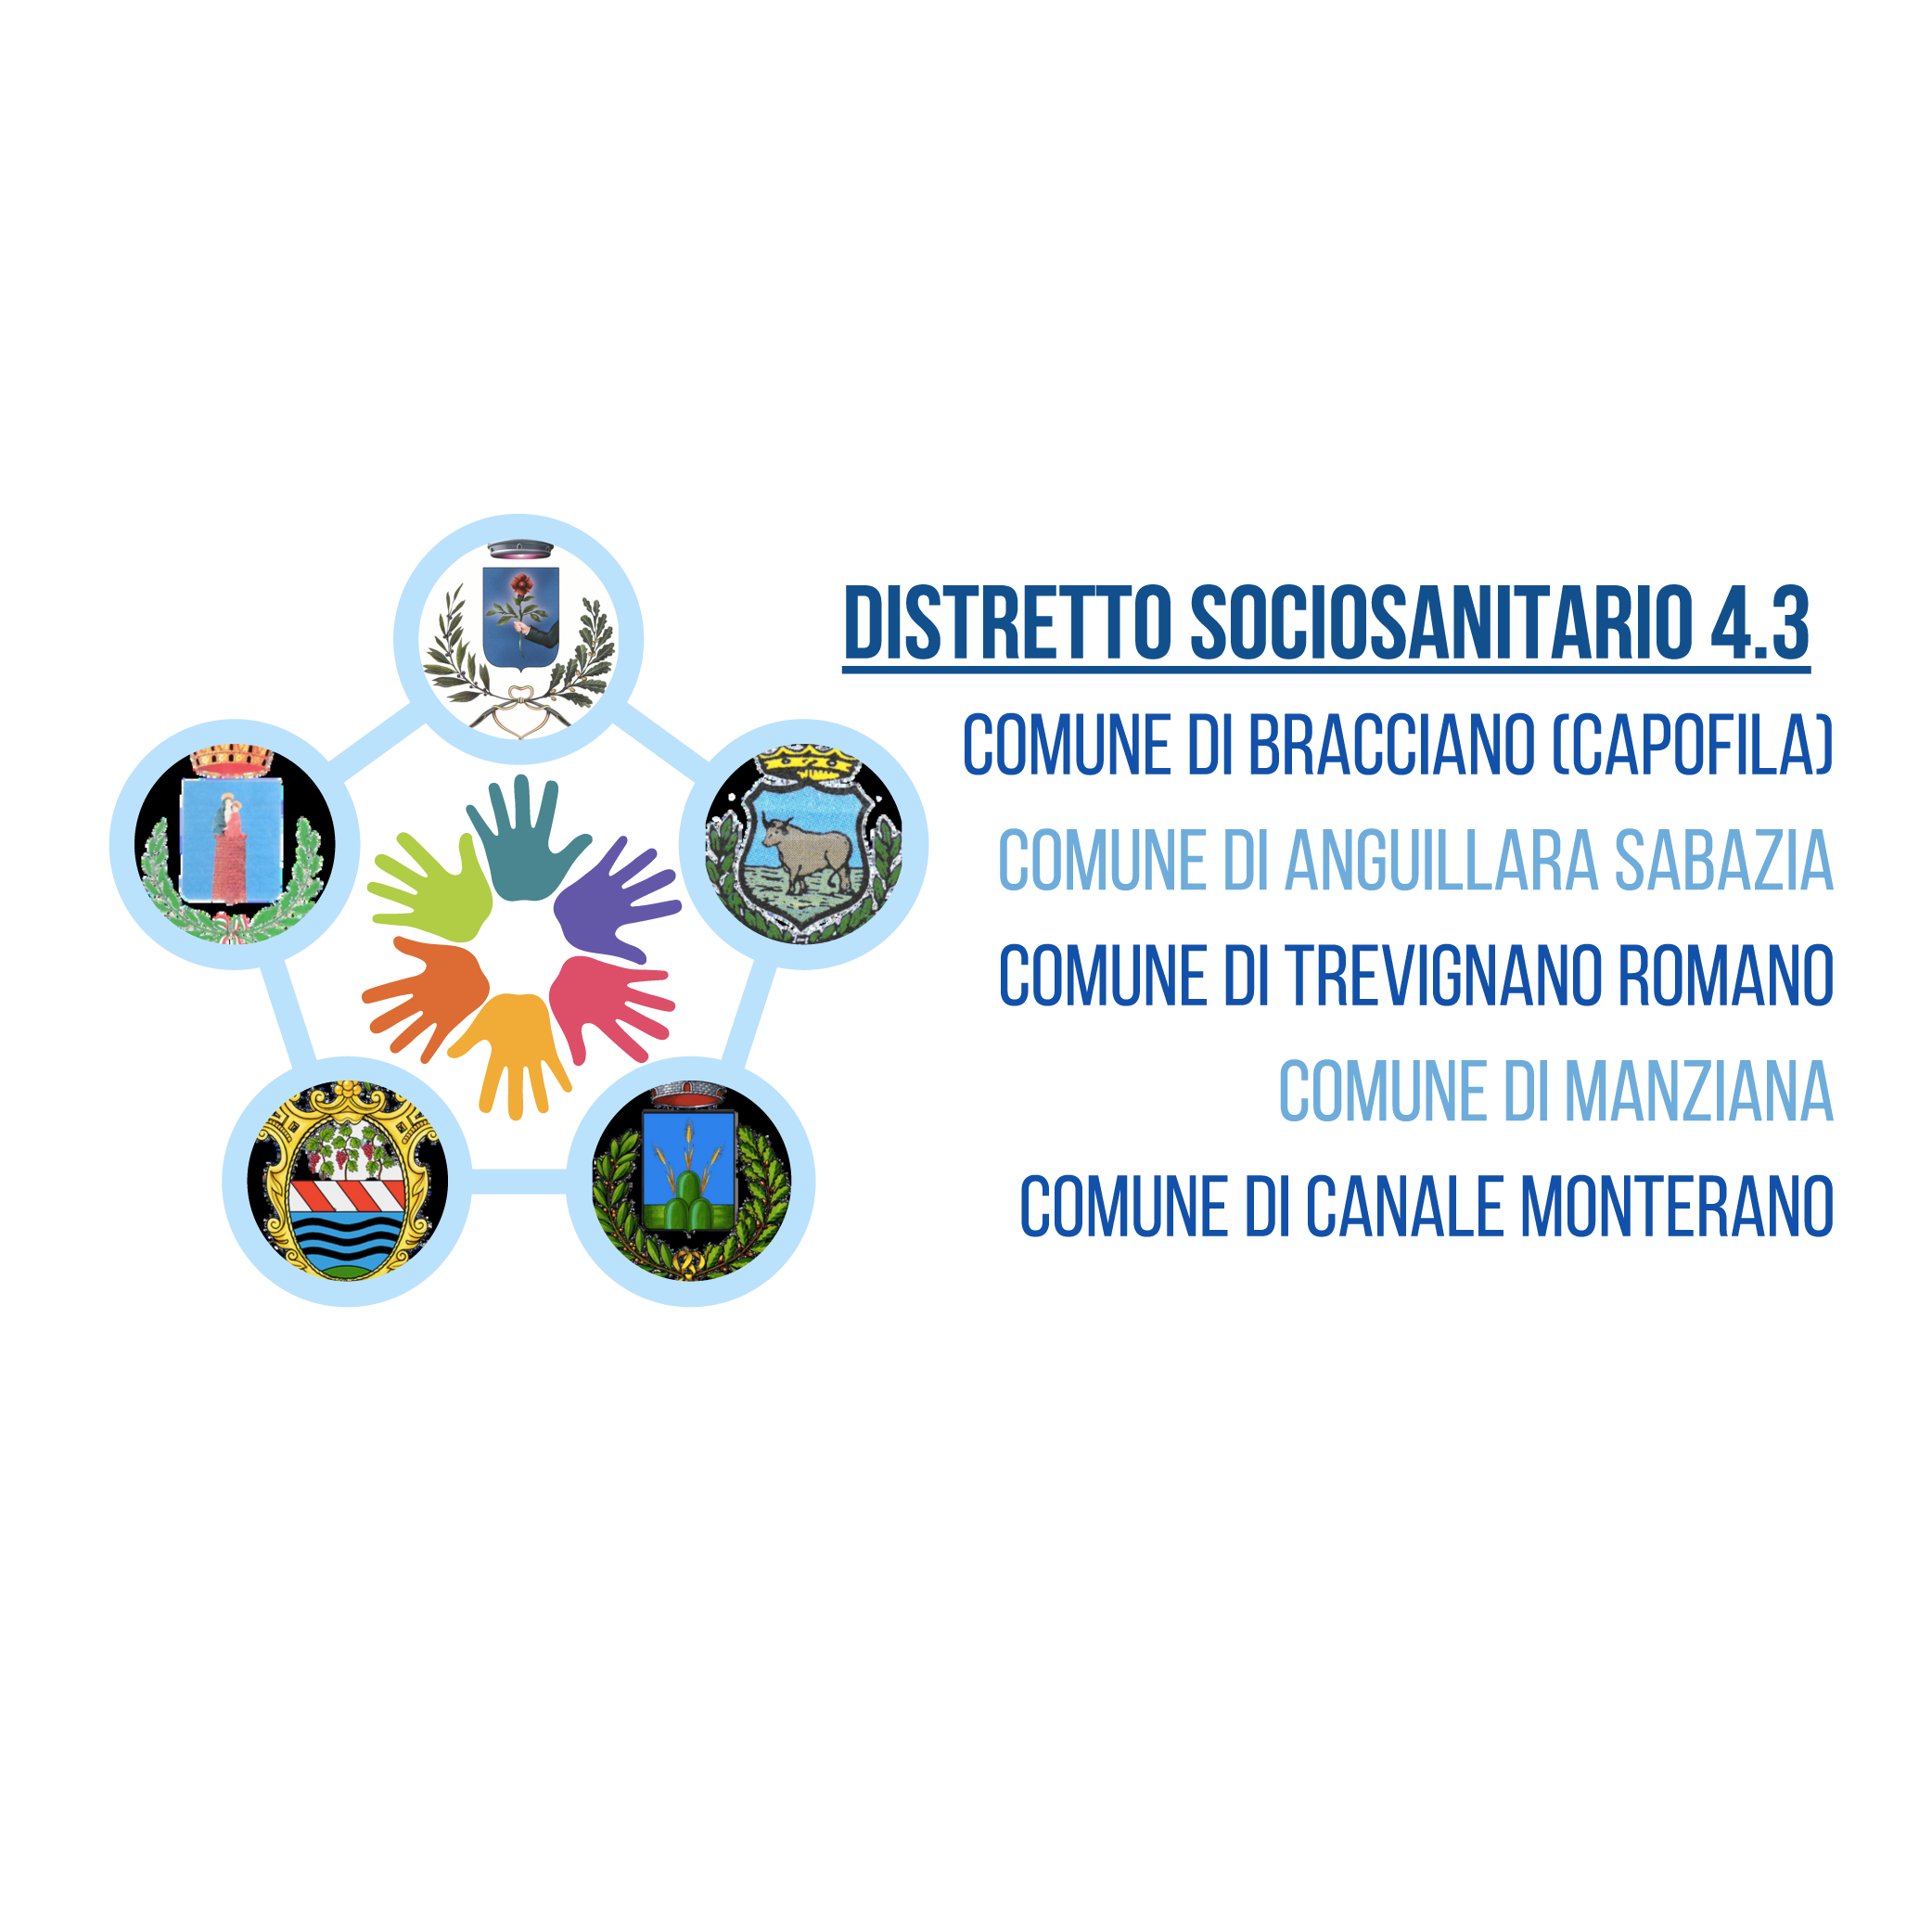 DISTRETTO SOCIOSANITARIO 4.3
COMUNE DI BRACCIANO (CAPOFILA)
COMUNE DI ANGUILLARA SABAZIA
COMUNE DI TREVIGNANO ROMANO
COMUNE DI MANZIANA
COMUNE DI CANALE MONTERANO